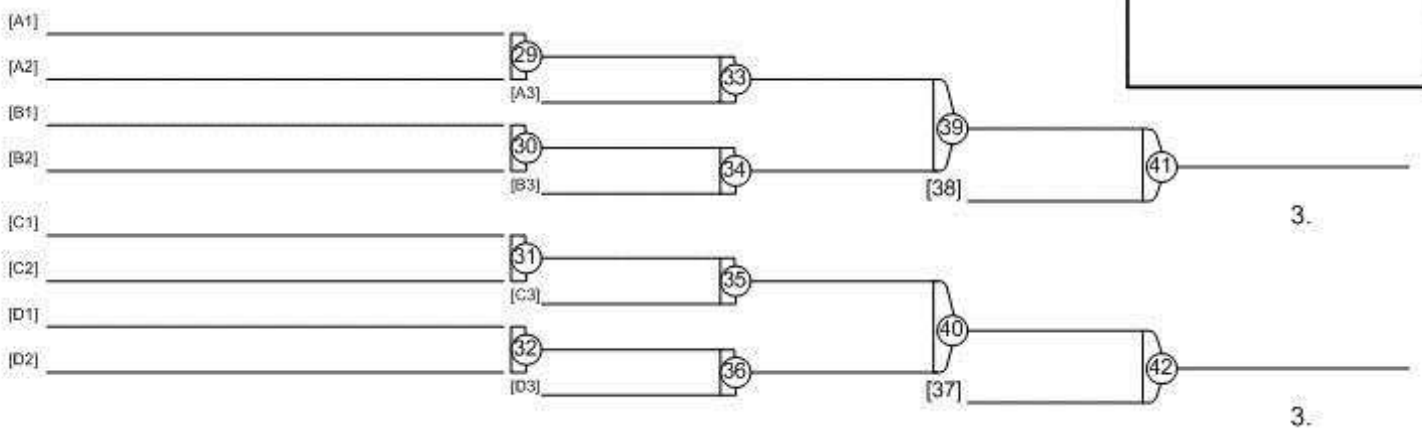 [A1]
29
[A2]
33
[A3]
[B1]
39
30
[B2]
34
41
[B3]
[38]
3.
[C1]
31
[C2]
35
[C3]
[D1]
40
32
[D2]
36
42
[D3]
[37]
3.